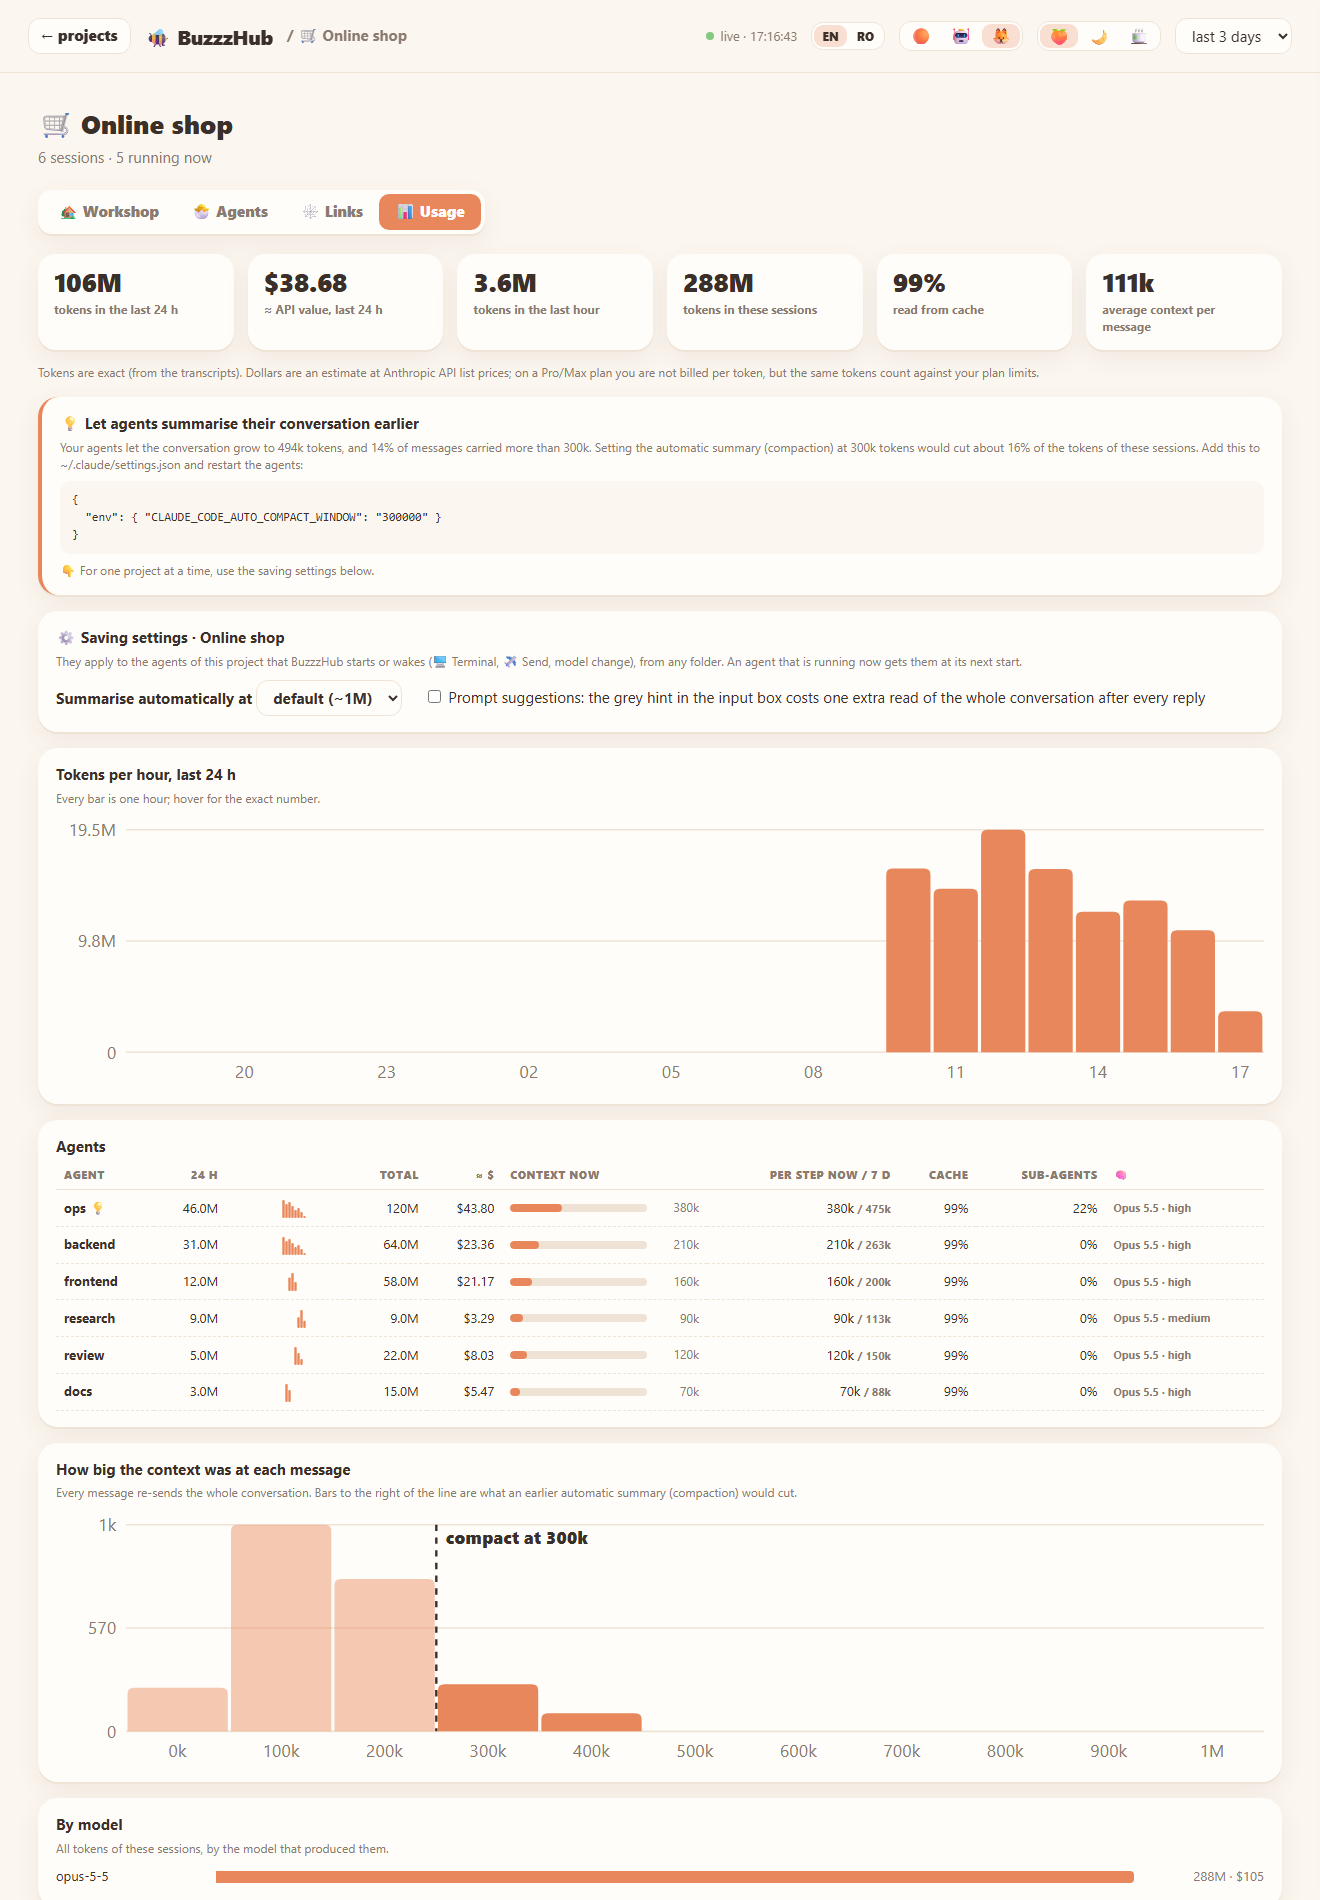 ← projects
BuzzzHub
/ Online shop
live · 17:16:43
EN RO
last 3 days
Online shop
6 sessions · 5 running now
Workshop
Agents
Links
Usage
106M
tokens in the last 24 h
$38.68
≈ API value, last 24 h
3.6M
tokens in the last hour
288M
tokens in these sessions
99%
read from cache
111k
average context per
message
Tokens are exact (from the transcripts). Dollars are an estimate at Anthropic API list prices; on a Pro/Max plan you are not billed per token, but the same tokens count against your plan limits.
Let agents summarise their conversation earlier
Your agents let the conversation grow to 494k tokens, and 14% of messages carried more than 300k. Setting the automatic summary (compaction) at 300k tokens would cut about 16% of the tokens of these sessions. Add this to
~/.claude/settings.json and restart the agents:
{
"env": { "CLAUDE_CODE_AUTO_COMPACT_WINDOW": "300000" }
}
For one project at a time, use the saving settings below.
Saving settings · Online shop
They apply to the agents of this project that BuzzzHub starts or wakes ( Terminal, Send, model change), from any folder. An agent that is running now gets them at its next start.
Summarise automatically at default (~1M)
Prompt suggestions: the grey hint in the input box costs one extra read of the whole conversation after every reply
Tokens per hour, last 24 h
Every bar is one hour; hover for the exact number.
19.5M
9.8M
0
20 23 02 05 08 11 14 17
Agents
AGENT 24 H TOTAL ≈ $ CONTEXT NOW PER STEP NOW / 7 D CACHE SUB-AGENTS
ops 46.0M 120M $43.80 380k 380k / 475k 99% 22% Opus 5.5 · high
backend 31.0M 64.0M $23.36 210k 210k / 263k 99% 0% Opus 5.5 · high
frontend 12.0M 58.0M $21.17 160k 160k / 200k 99% 0% Opus 5.5 · high
research 9.0M 9.0M $3.29 90k 90k / 113k 99% 0% Opus 5.5 · medium
review 5.0M 22.0M $8.03 120k 120k / 150k 99% 0% Opus 5.5 · high
docs 3.0M 15.0M $5.47 70k 70k / 88k 99% 0% Opus 5.5 · high
How big the context was at each message
Every message re-sends the whole conversation. Bars to the right of the line are what an earlier automatic summary (compaction) would cut.
1k
compact at 300k
570
0
0k 100k 200k 300k 400k 500k 600k 700k 800k 900k 1M
By model
All tokens of these sessions, by the model that produced them.
opus-5-5 288M · $105